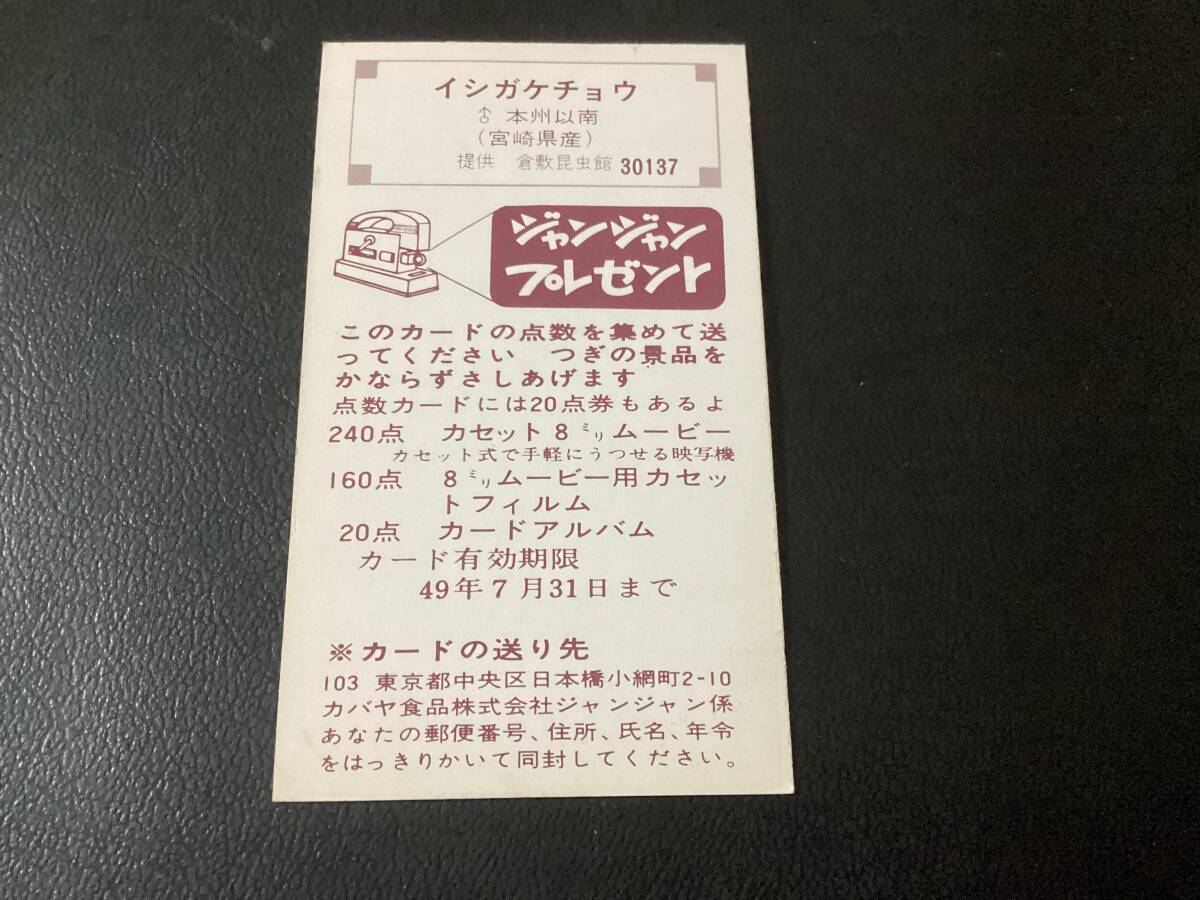 イシガケチョウ
♂ 本州以南
(宮崎県産)
提供 倉敷昆虫館 30137
2
ジャンジャン
プレゼント
このカードの点数を集めて送
ってください つぎの景品を
かならずさしあげます
点数カードには20点券もあるよ
240点 カセット8ミリムービー
カセット式で手軽にうつせる映写機
160点 8ミリムービー用カセッ
トフィルム
20点 カードアルバム
カード有効期限
49年7月31日まで
※カードの送り先
103 東京都中央区日本橋小網町2-10
カバヤ食品株式会社ジャンジャン係
あなたの郵便番号、住所、氏名、年令
をはっきりかいて同封してください。